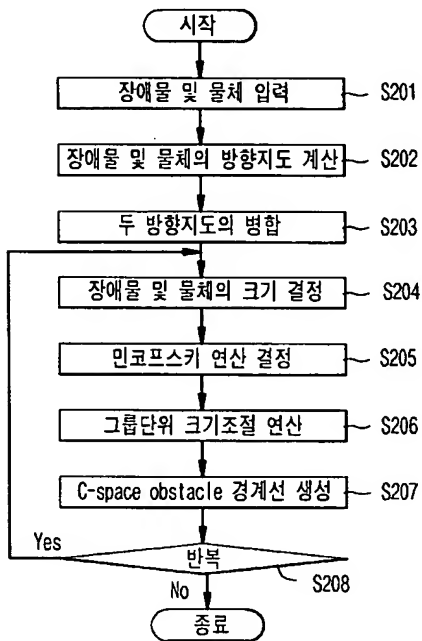 시작
장애물 및 물체 입력 S201
장애물 및 물체의 방향지도 계산 S202
두 방향지도의 병합 S203
장애물 및 물체의 크기 결정 S204
민코프스키 연산 결정 S205
그룹단위 크기조절 연산 S206
C-space obstacle 경계선 생성 S207
Yes 반복 S208
No
종료